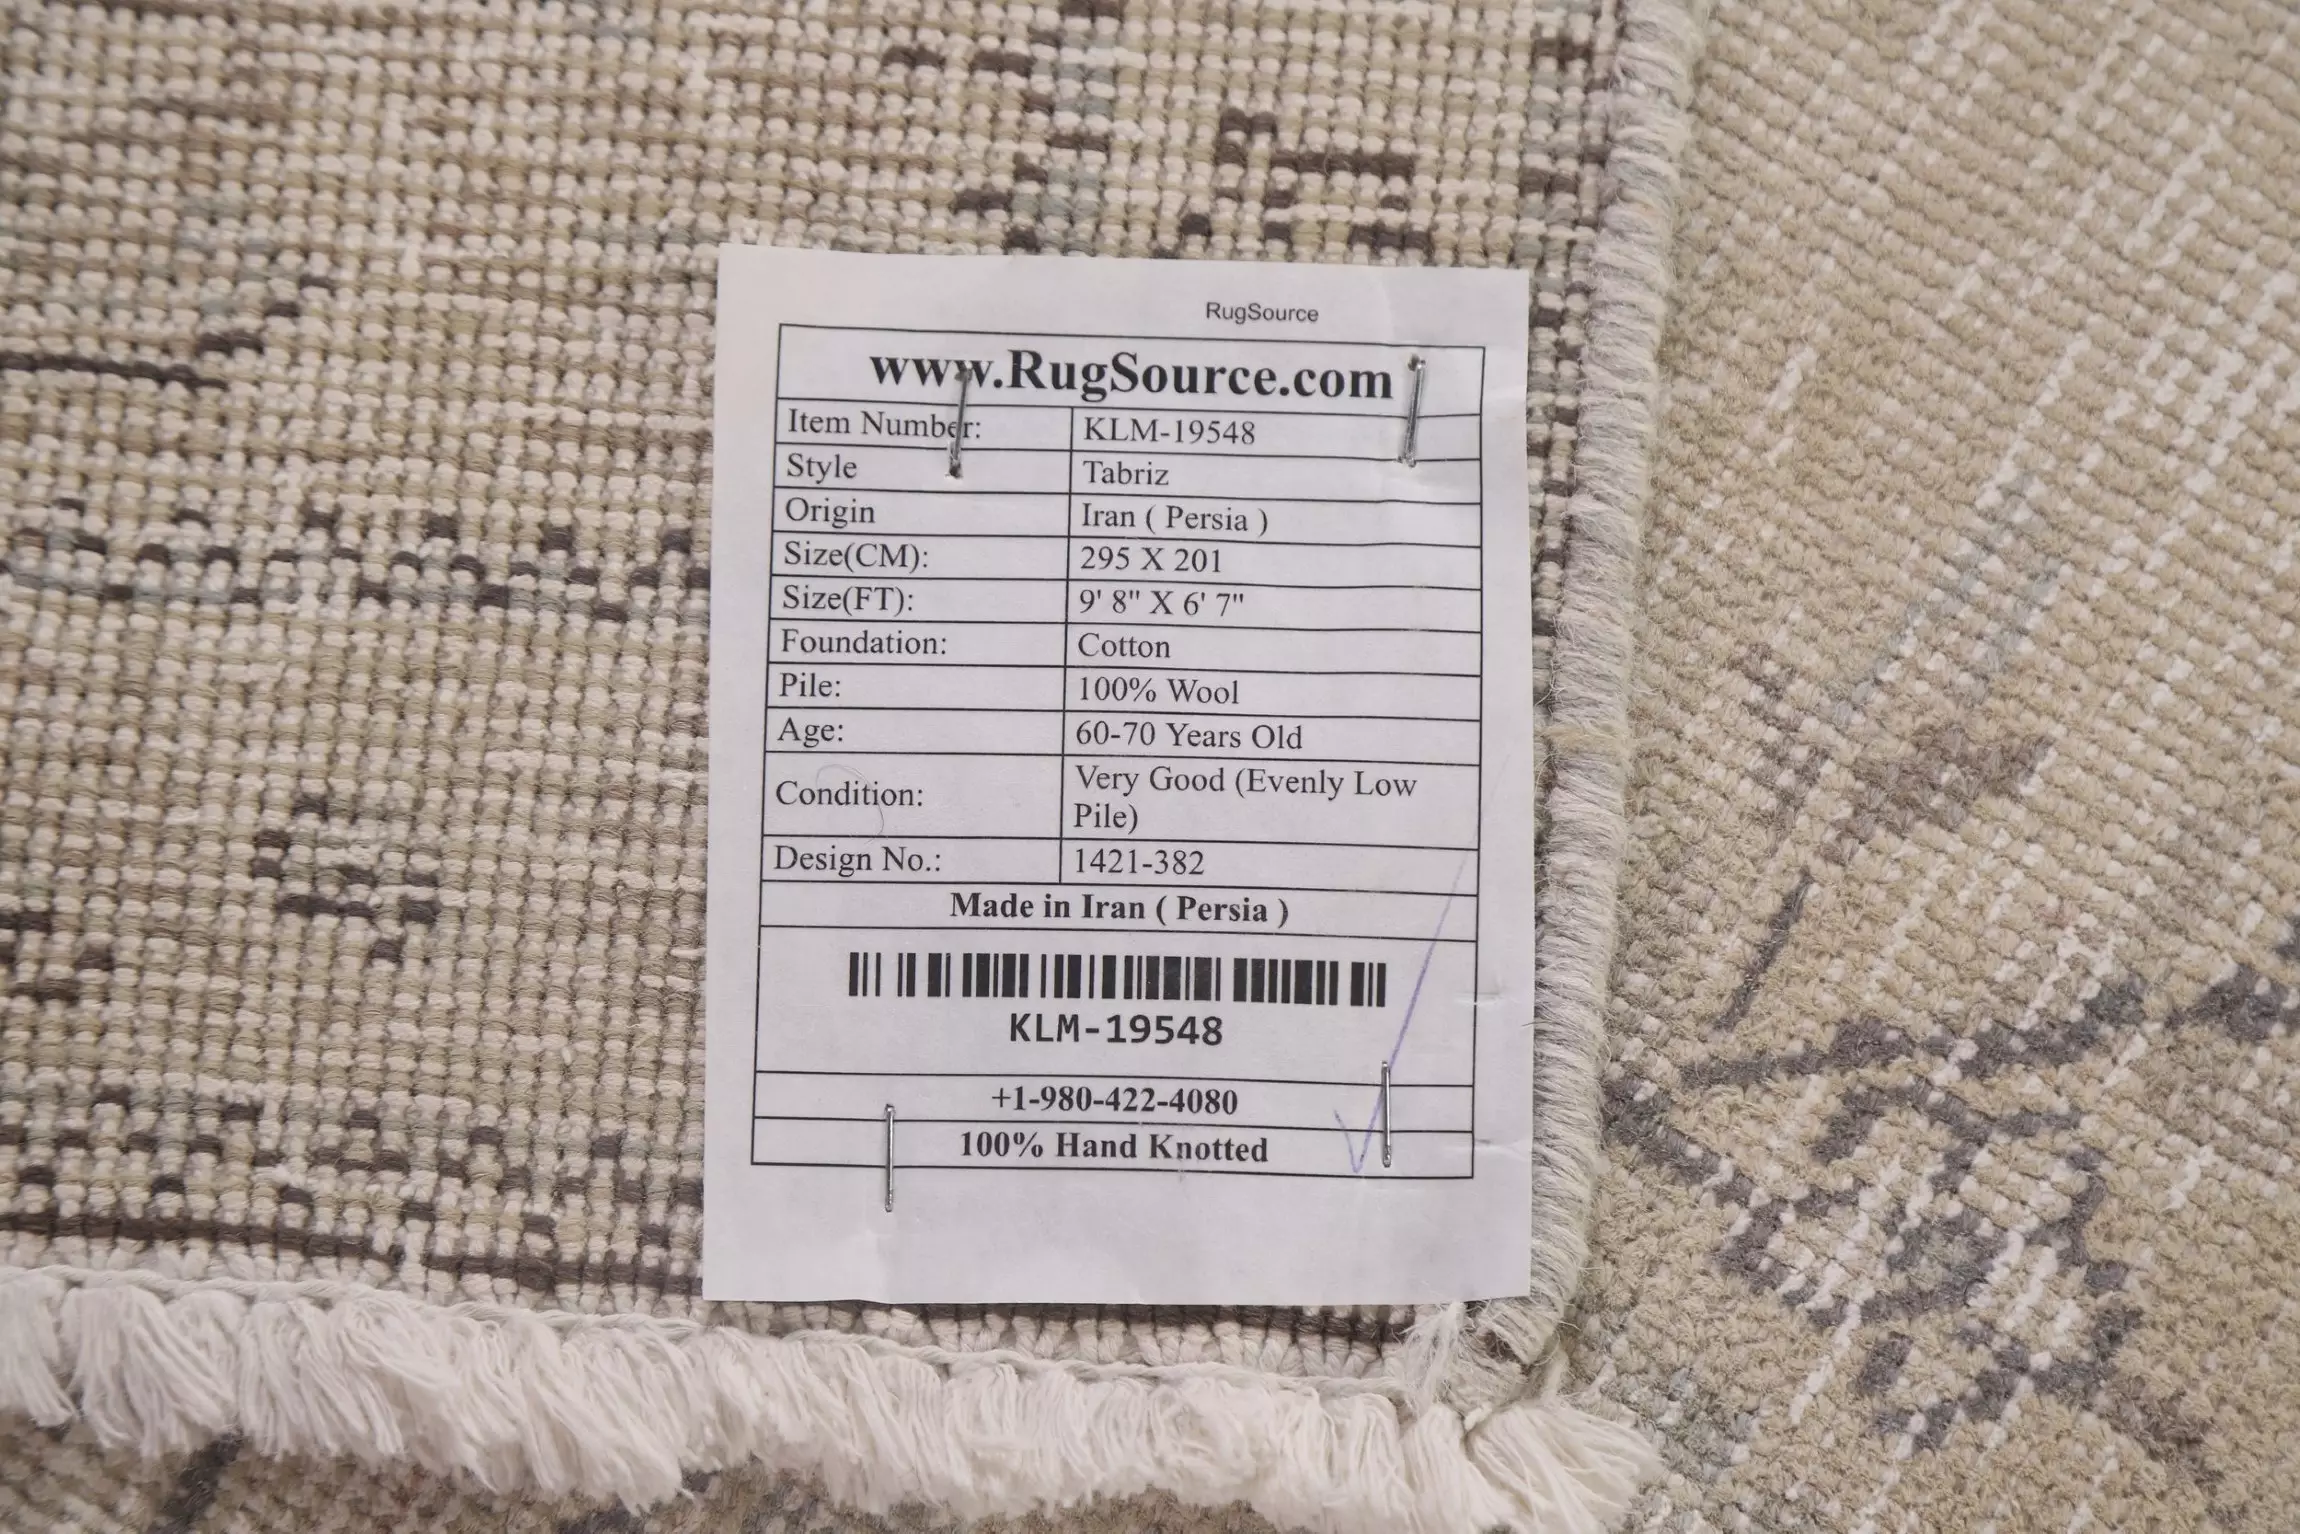 RugSource
www.RugSource.com
Item Number: KLM-19548
Style Tabriz
Origin Iran ( Persia )
Size(CM): 295 X 201
Size(FT): 9' 8" X 6' 7"
Foundation: Cotton
Pile: 100% Wool
Age: 60-70 Years Old
Condition: Very Good (Evenly Low
Pile)
Design No.: 1421-382
Made in Iran ( Persia )
KLM-19548
+1-980-422-4080
100% Hand Knotted